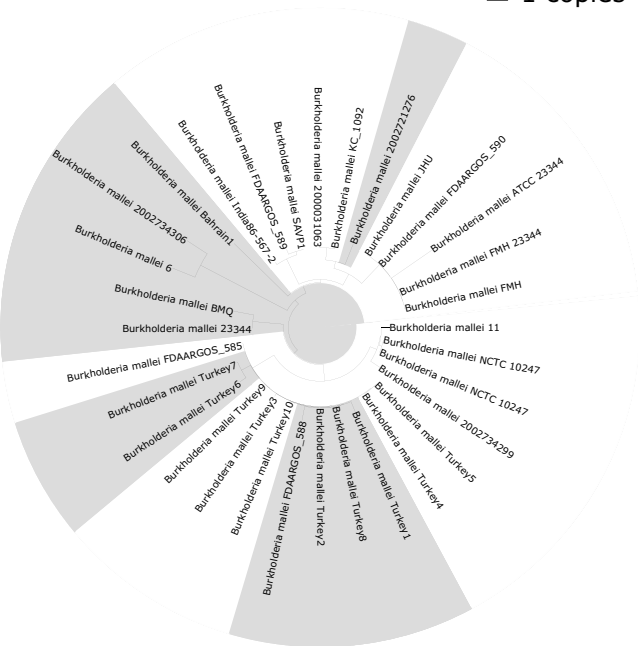 1 copies
Burkholderia mallei 2002721276
Burkholderia mallei JHU
Burkholderia mallei FDAARGOS_590
Burkholderia mallei ATCC 23344
Burkholderia mallei FMH 23344
Burkholderia mallei FMH
Burkholderia mallei 11
Burkholderia mallei NCTC 10247
Burkholderia mallei NCTC 10247
Burkholderia mallei 2002734299
Burkholderia mallei Turkey5
Burkholderia mallei Turkey4
Burkholderia mallei Turkey1
Burkholderia mallei Turkey8
Burkholderia mallei Turkey2
Burkholderia mallei FDAARGOS_588
Burkholderia mallei Turkey10
Burkholderia mallei Turkey3
Burkholderia mallei Turkey9
Burkholderia mallei Turkey6
Burkholderia mallei Turkey7
Burkholderia mallei FDAARGOS_585
Burkholderia mallei 23344
Burkholderia mallei BMQ
Burkholderia mallei 6
Burkholderia mallei 2002734306
Burkholderia mallei Bahrain1
Burkholderia mallei India86-567-2
Burkholderia mallei FDAARGOS_589
Burkholderia mallei SAVP1
Burkholderia mallei 2000031063
Burkholderia mallei KC_1092